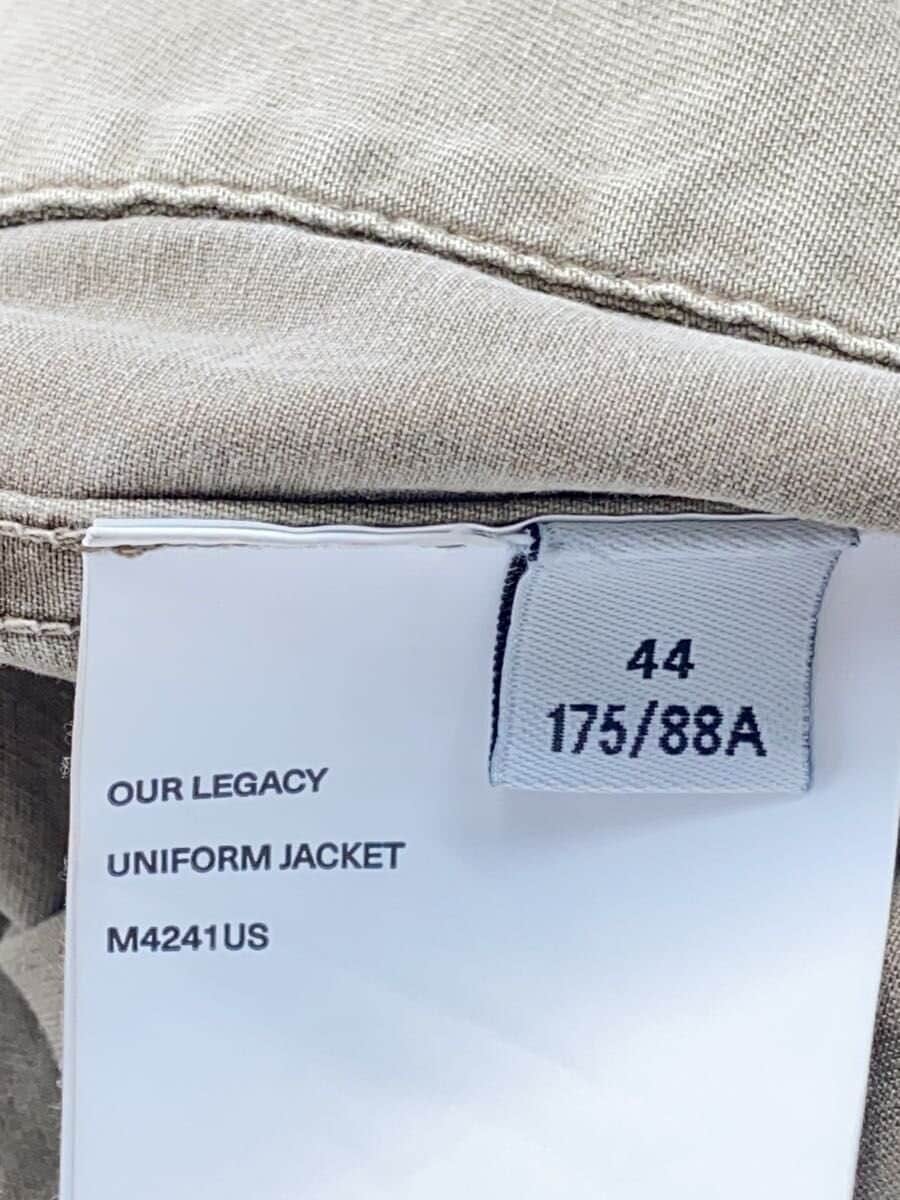 44
175/88A
OUR LEGACY
UNIFORM JACKET
M4241US